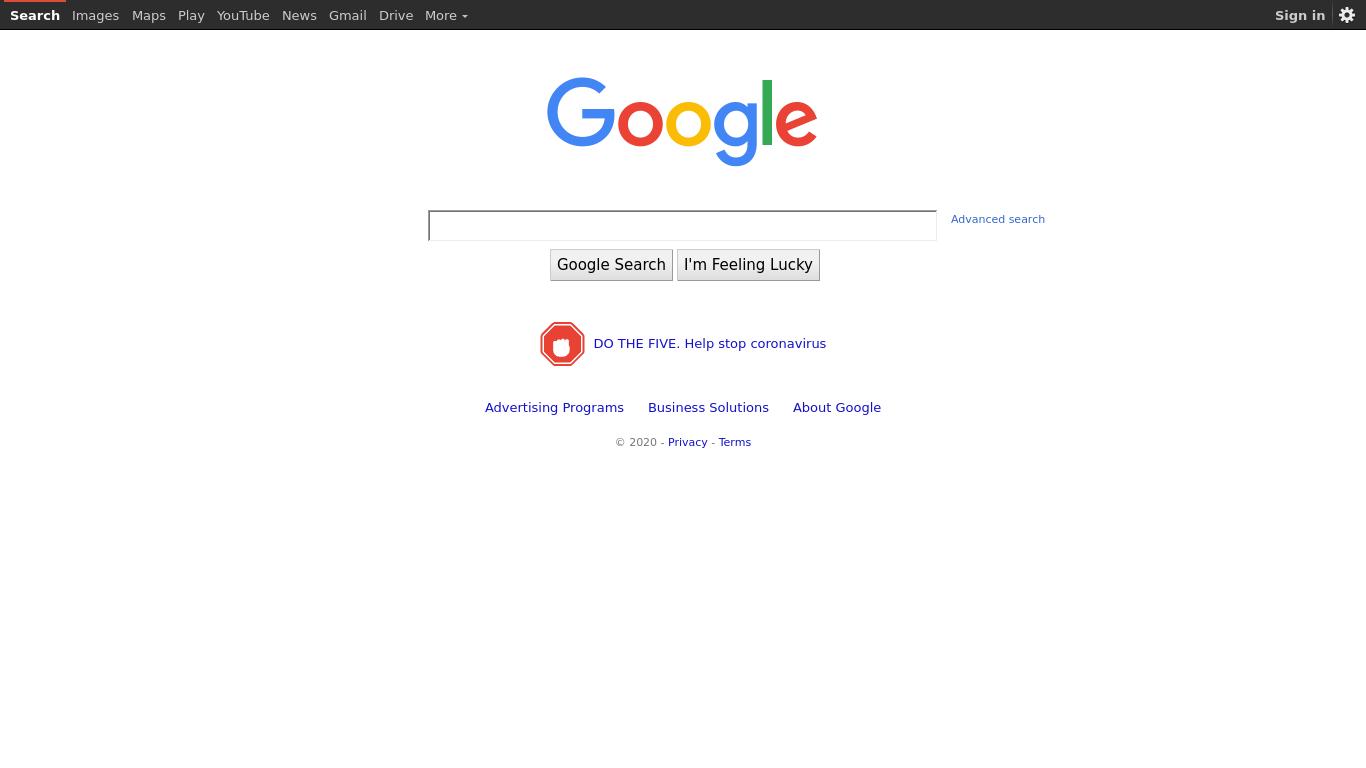 Search Images Maps Play YouTube News Gmail Drive More Sign in
Google
Advanced search
Google Search I'm Feeling Lucky
DO THE FIVE. Help stop coronavirus
Advertising Programs Business Solutions About Google
© 2020 - Privacy - Terms